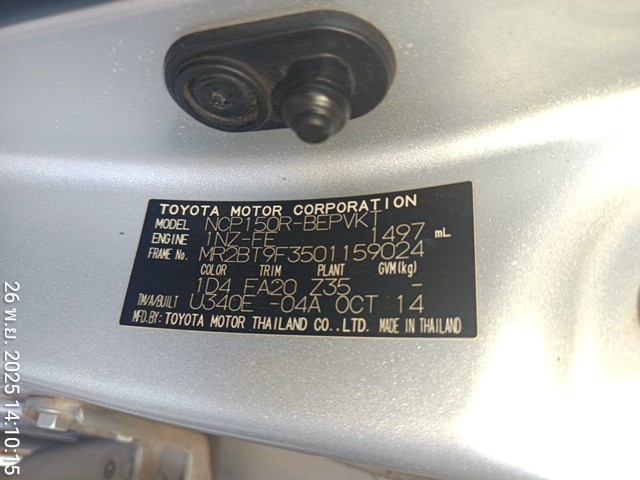 TOYOTA MOTOR CORPORATION
MODEL NCP150R-BEPVKT
ENGINE 1NZ-FE 1497 mL
FRAME No. MR2BT9F3501159024
COLOR TRIM PLANT GVM(kg)
1D4 FA20 Z35 -
TM/A/BUILT U340E -04A OCT 14
MFD.BY: TOYOTA MOTOR THAILAND CO.,LTD. MADE IN THAILAND
26 พ.ย. 2025 14:10:15